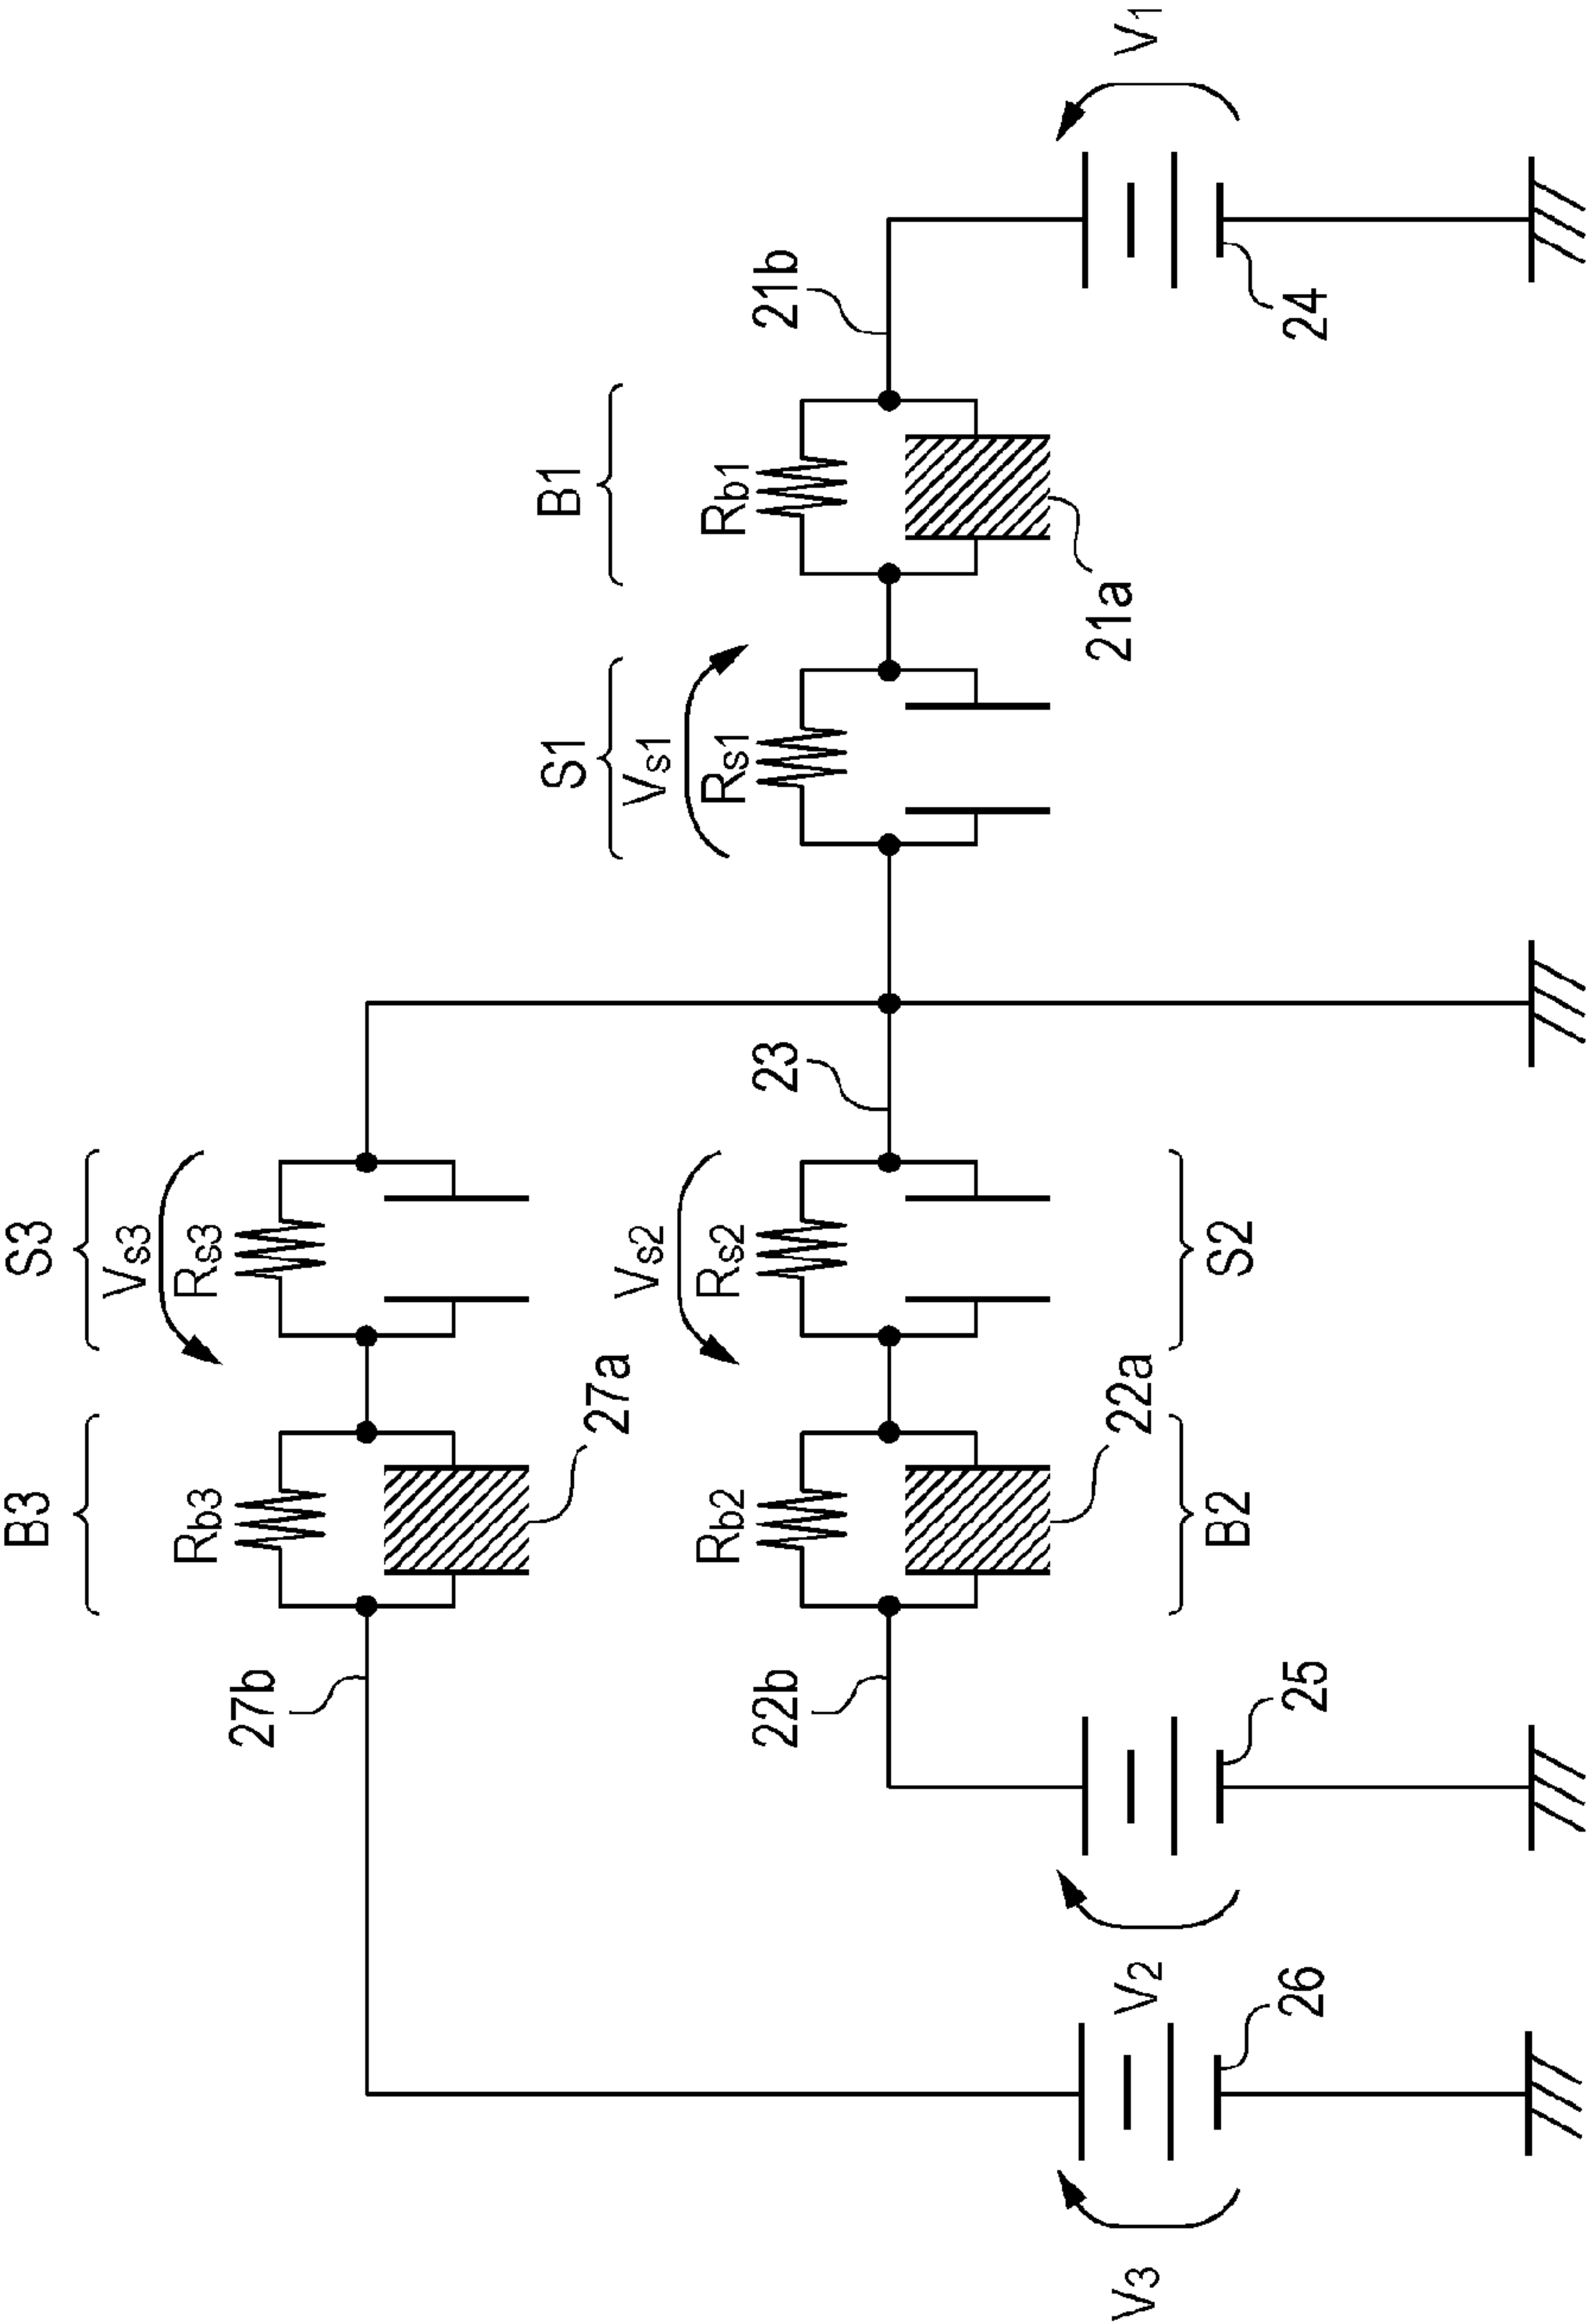 B3
S3
Vs3
Rb3
Rs3
27b
27a
B1
S1
Vs1
Rb1
Rs1
Vs2
Rb2
Rs2
22b
23
21b
22a
21a
B2
S2
V3
V2
V1
26
25
24